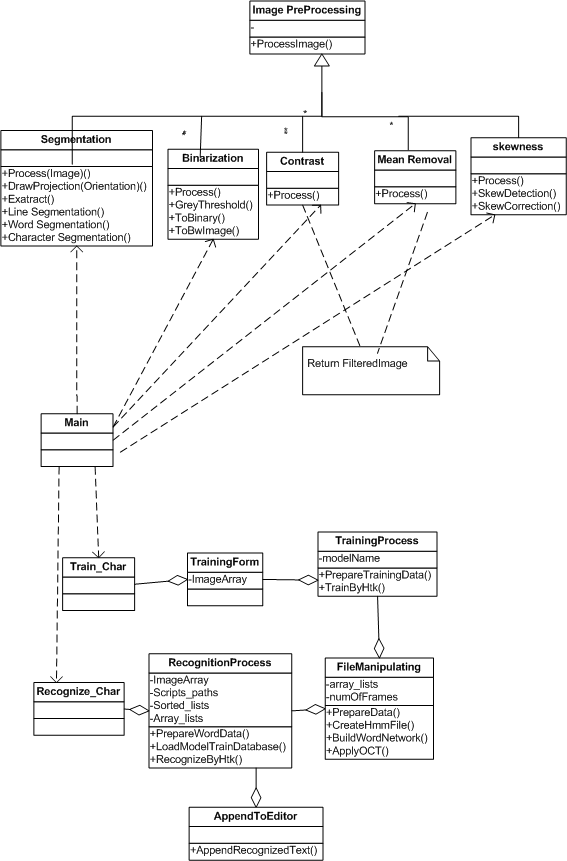 Image PreProcessing
-
+ProcessImage()
*
*
Segmentation
+Process(Image)()
+DrawProjection(Orientation)()
+Exatract()
+Line Segmentation()
+Word Segmentation()
+Character Segmentation()
Binarization
+Process()
+GreyThreshold()
+ToBinary()
+ToBwImage()
Contrast
+Process()
Mean Removal
+Process()
skewness
+Process()
+SkewDetection()
+SkewCorrection()
Return FilteredImage
Main
Train_Char
TrainingForm
-ImageArray
TrainingProcess
-modelName
+PrepareTrainingData()
+TrainByHtk()
Recognize_Char
RecognitionProcess
-ImageArray
-Scripts_paths
-Sorted_lists
-Array_lists
+PrepareWordData()
+LoadModelTrainDatabase()
+RecognizeByHtk()
FileManipulating
-array_lists
-numOfFrames
+PrepareData()
+CreateHmmFile()
+BuildWordNetwork()
+ApplyOCT()
AppendToEditor
+AppendRecognizedText()